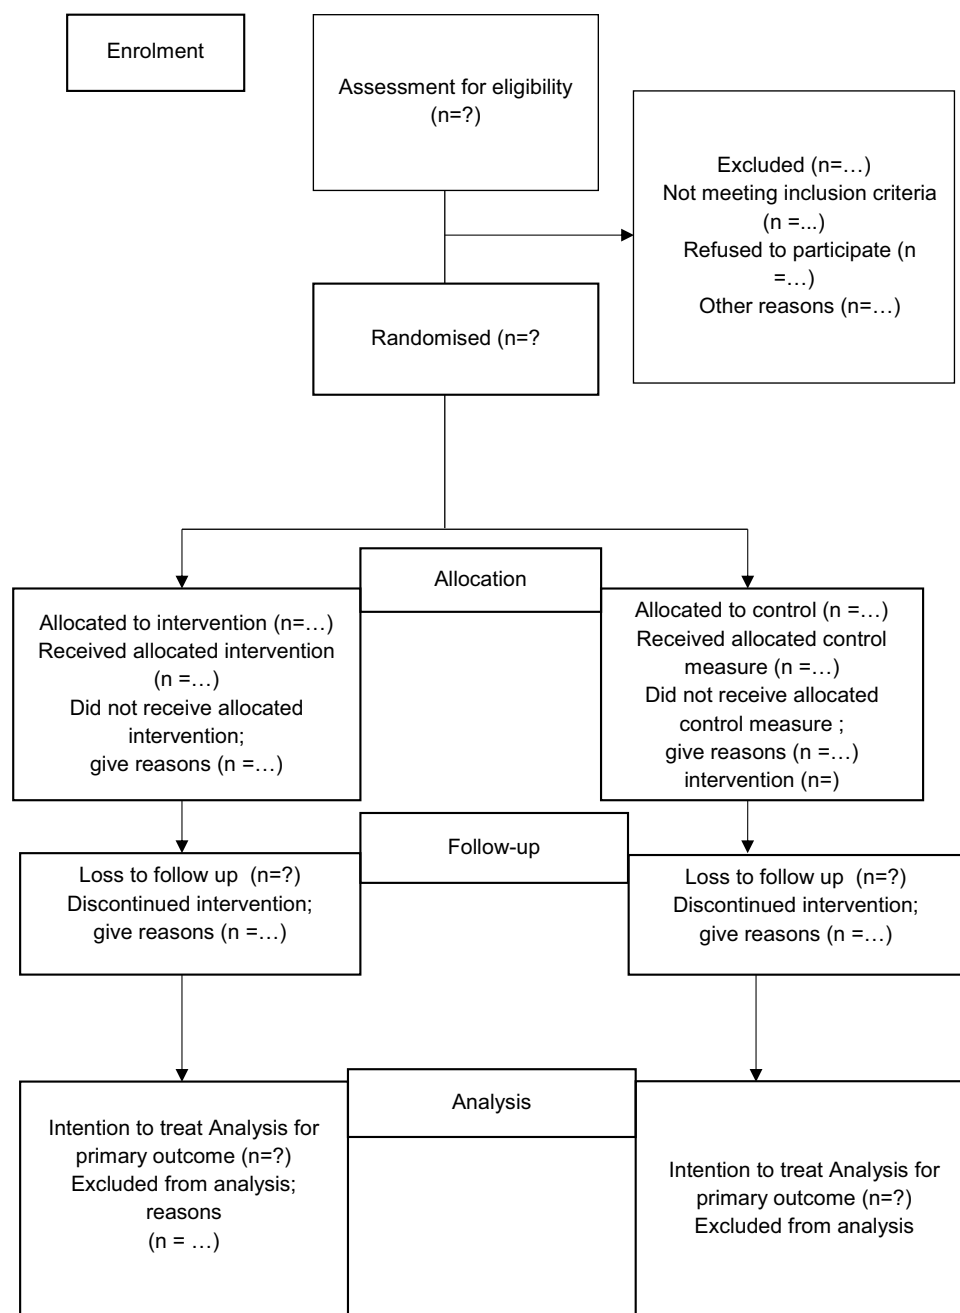 Enrolment
Assessment for eligibility
(n=?)
Excluded (n=…)
Not meeting inclusion criteria
(n =...)
Refused to participate (n
=…)
Other reasons (n=…)
Randomised (n=?
Allocation
Allocated to intervention (n=…)
Received allocated intervention
(n =…)
Did not receive allocated
intervention;
give reasons (n =…)
Allocated to control (n =…)
Received allocated control
measure (n =…)
Did not receive allocated
control measure ;
give reasons (n =…)
intervention (n=)
Follow-up
Loss to follow up  (n=?)
Discontinued intervention;
give reasons (n =…)
Loss to follow up  (n=?)
Discontinued intervention;
give reasons (n =…)
Analysis
Intention to treat Analysis for
primary outcome (n=?)
Excluded from analysis;
reasons
(n = …)
Intention to treat Analysis for
primary outcome (n=?)
Excluded from analysis